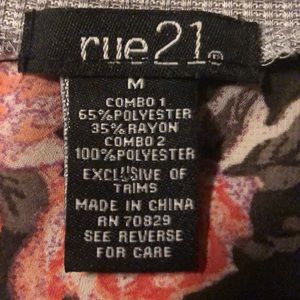 rue21®
M
COMBO 1
65%POLYESTER
35%RAYON
COMBO 2
100%POLYESTER
EXCLUSIVE OF
TRIMS
MADE IN CHINA
RN 70829
SEE REVERSE
FOR CARE